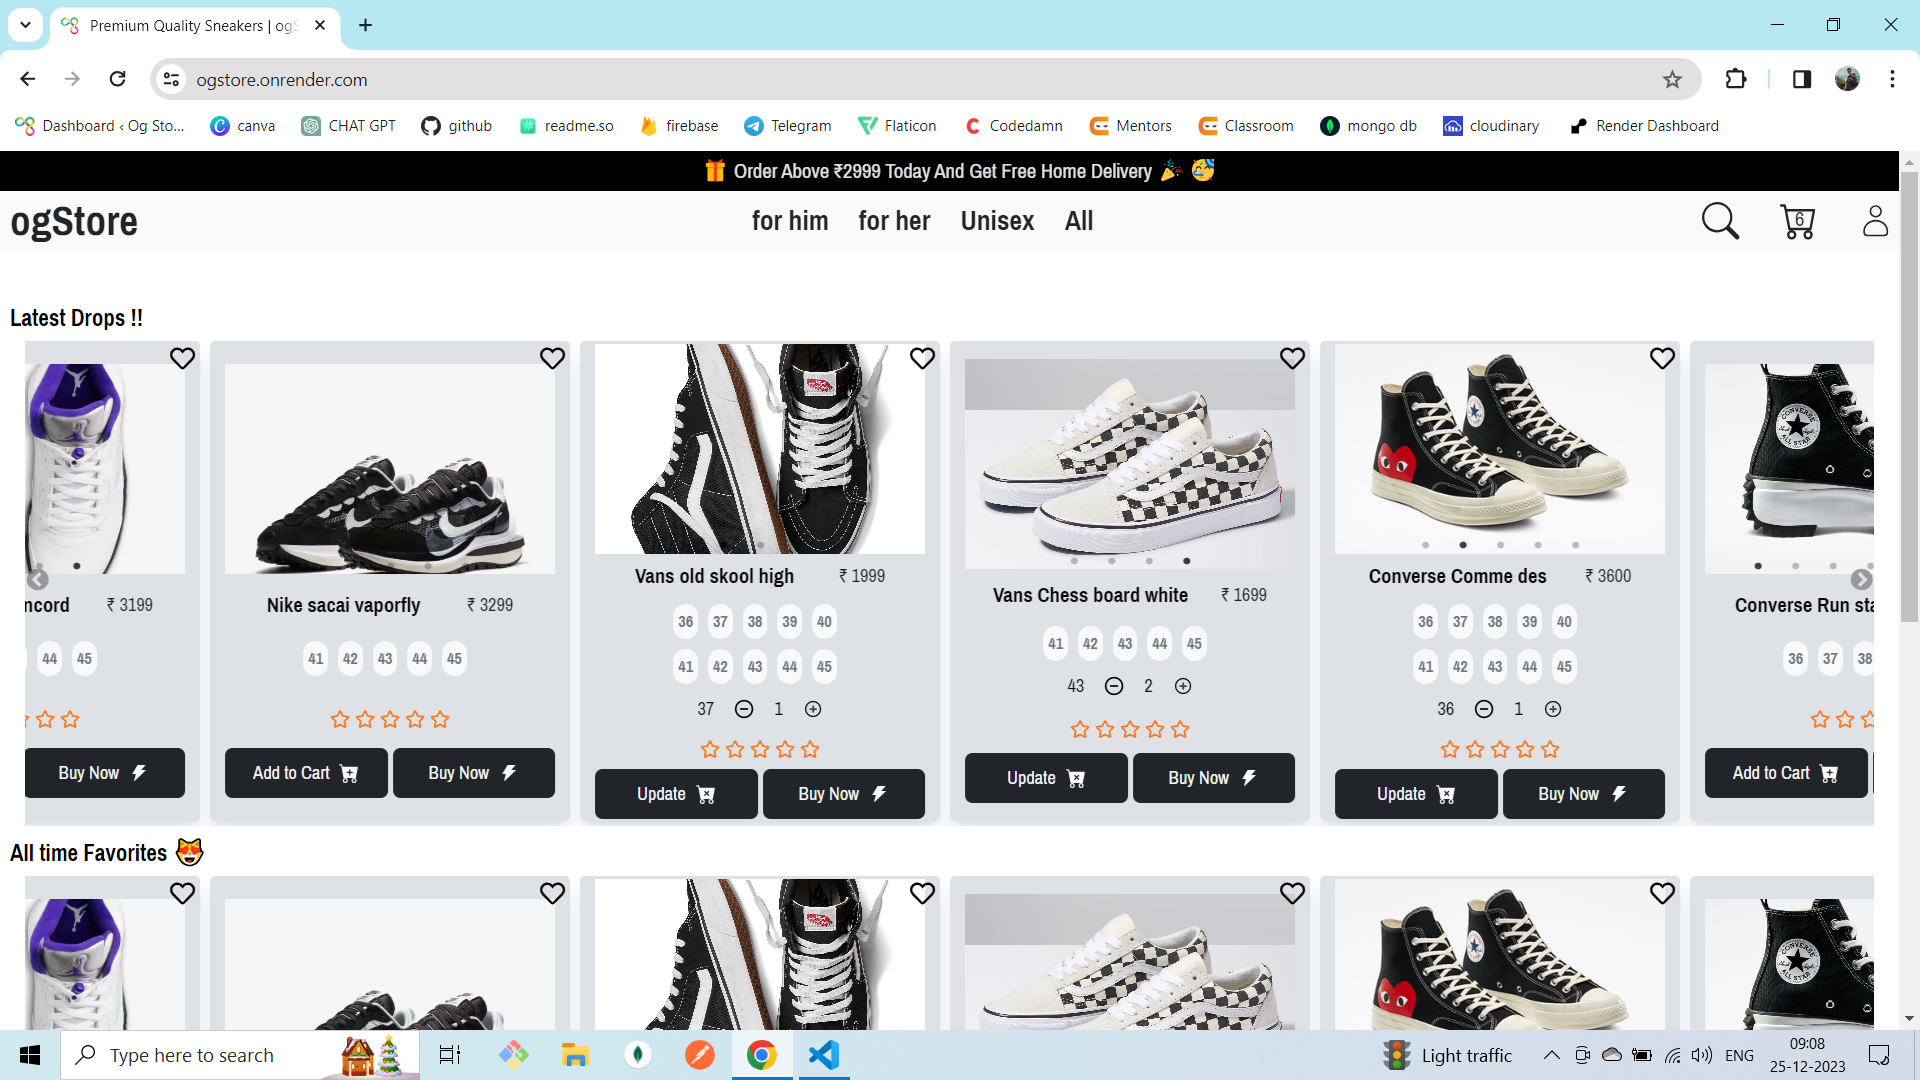 Premium Quality Sneakers | ogS
ogstore.onrender.com
Dashboard ‹ Og Sto... canva CHAT GPT github readme.so firebase Telegram Flaticon Codedamn Mentors Classroom mongo db cloudinary Render Dashboard
🎁 Order Above ₹2999 Today And Get Free Home Delivery 🎉 🥳
ogStore for him for her Unisex All 6
Latest Drops !!
ncord ₹ 3199
44 45
Buy Now
Nike sacai vaporfly ₹ 3299
41 42 43 44 45
Add to Cart Buy Now
Vans old skool high ₹ 1999
36 37 38 39 40
41 42 43 44 45
37 1
Update Buy Now
Vans Chess board white ₹ 1699
41 42 43 44 45
43 2
Update Buy Now
CONVERSE
ALL STAR
Converse Comme des ₹ 3600
36 37 38 39 40
41 42 43 44 45
36 1
Update Buy Now
Converse Run sta
36 37 38
Add to Cart
All time Favorites 😻
CONVERSE
ALL STAR
Type here to search
Light traffic
ENG
09:08
25-12-2023